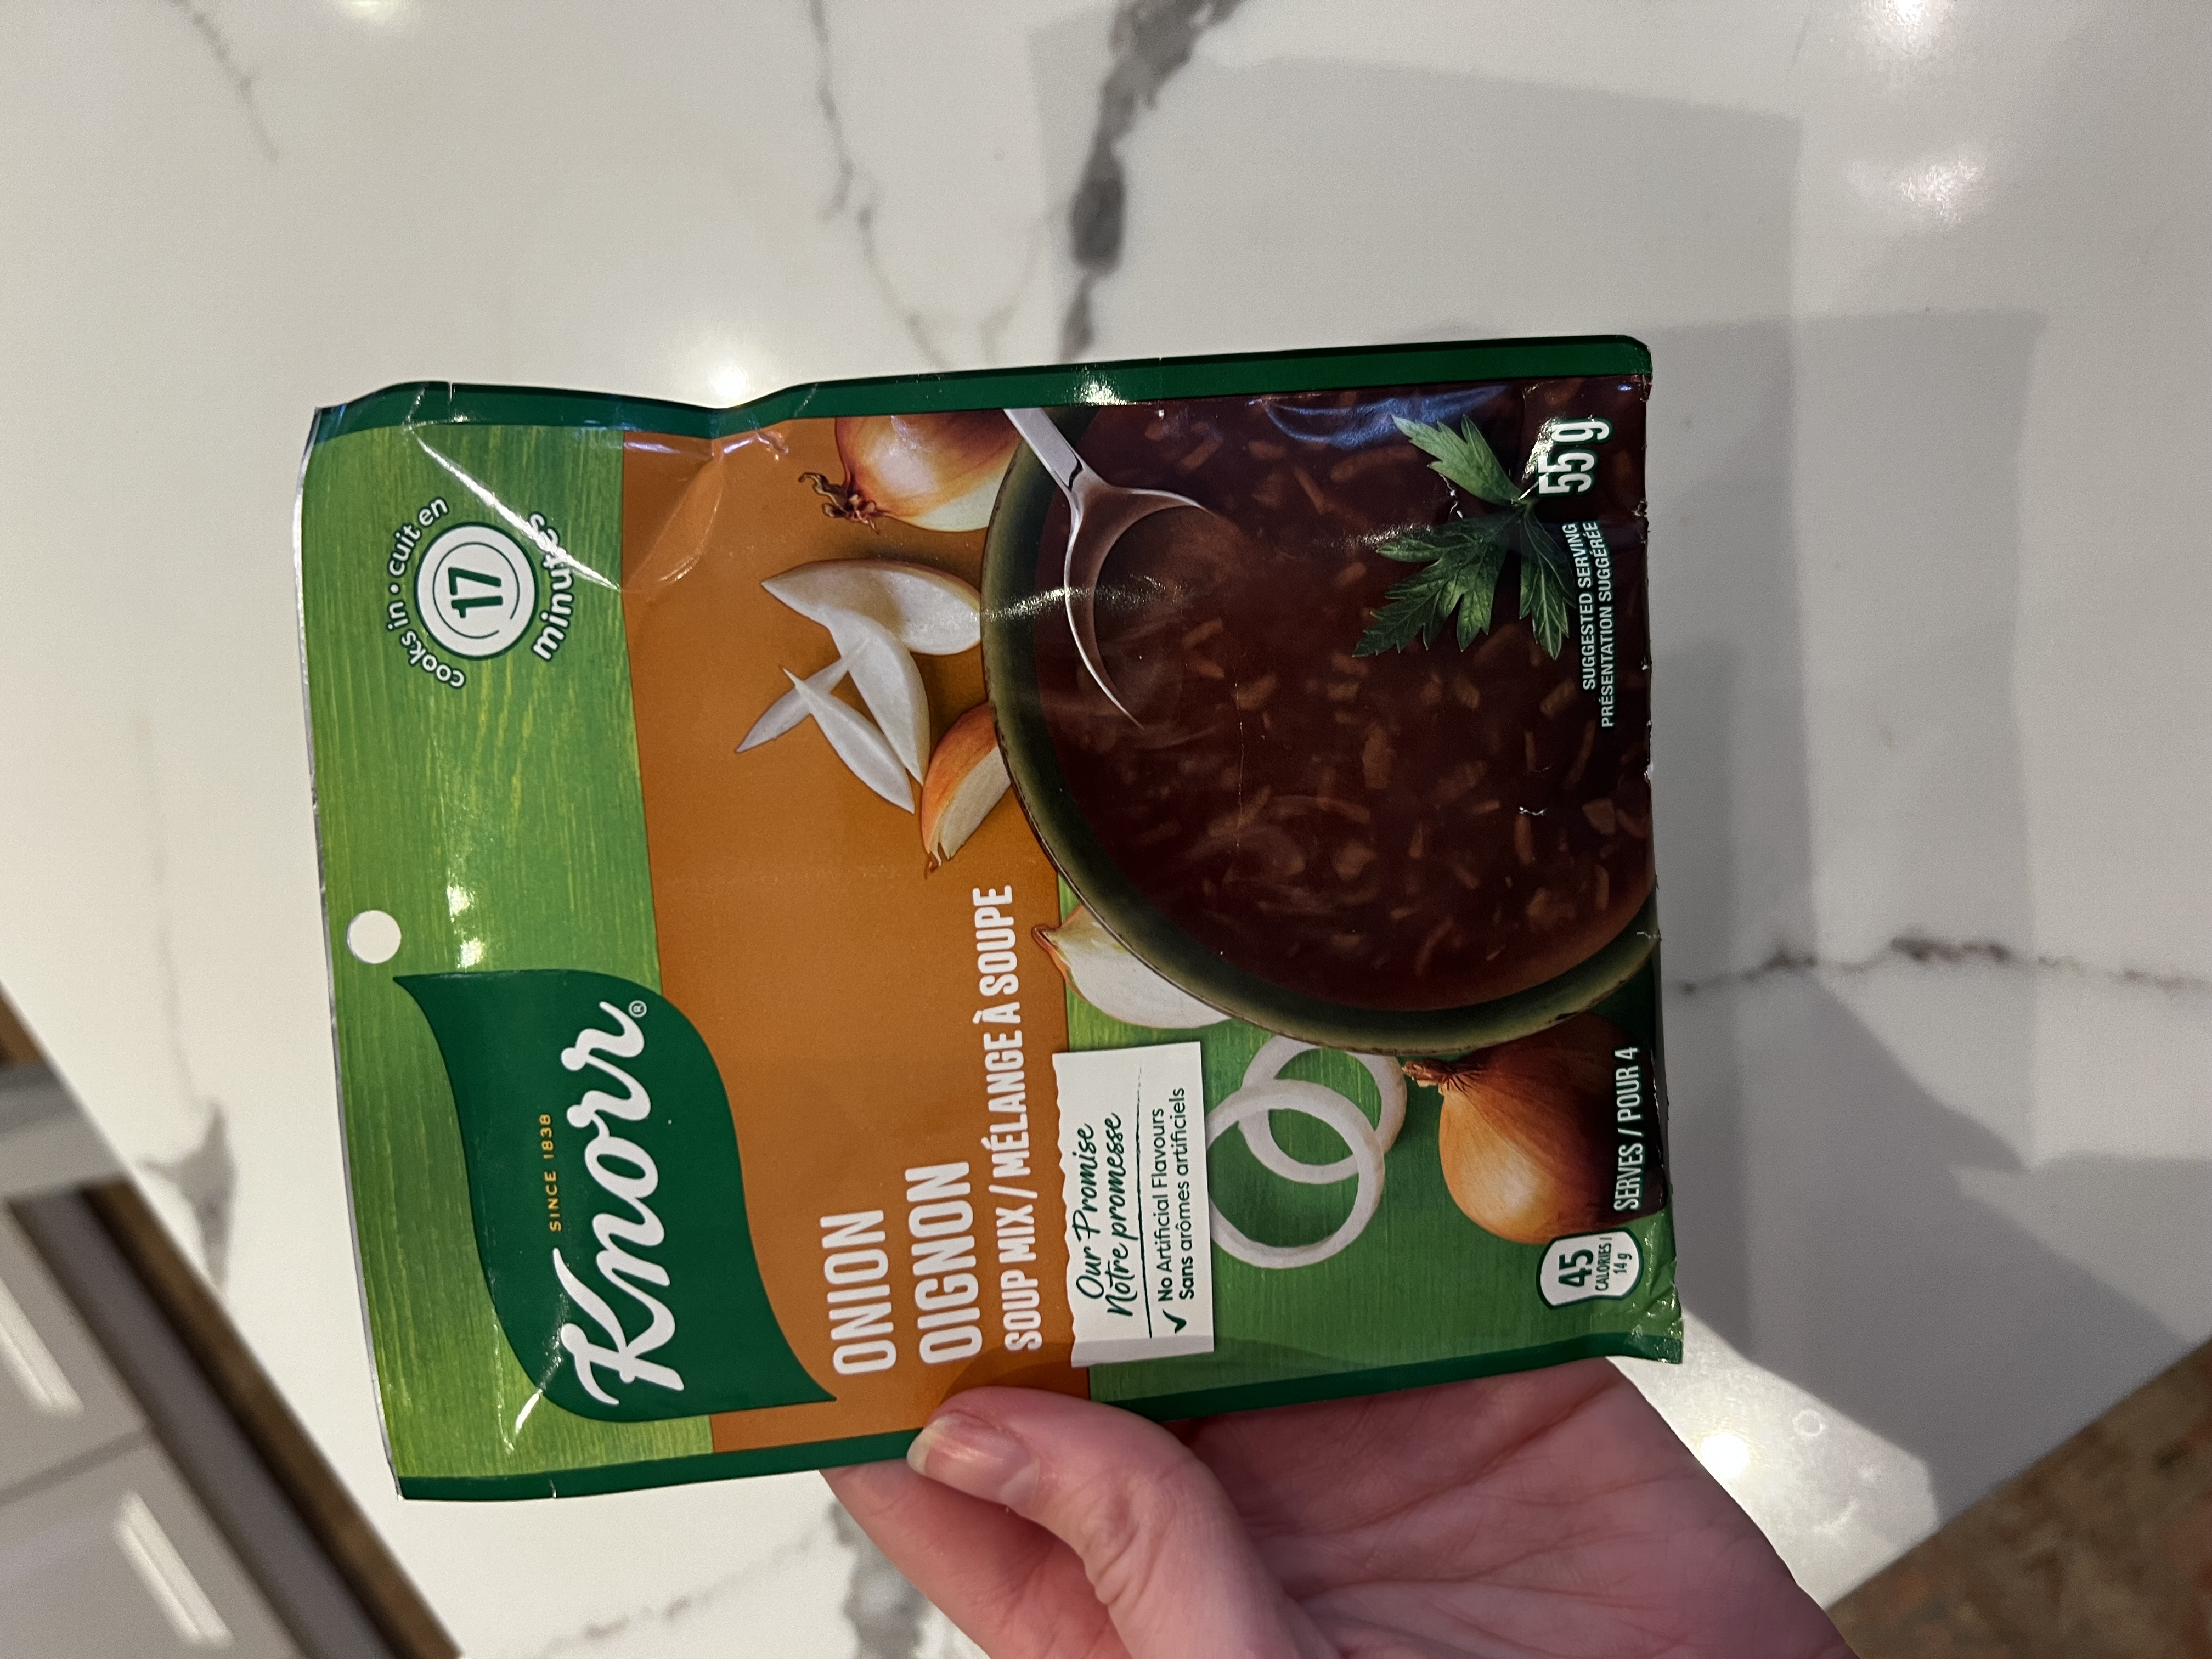 cooks in • cuit en
17
minutes
SINCE 1838
Knorr®
ONION
OIGNON
SOUP MIX / MÉLANGE À SOUPE
Our Promise
Notre promesse
✓ No Artificial Flavours
Sans arômes artificiels
45
CALORIES /
14 g
SERVES / POUR 4
SUGGESTED SERVING
PRÉSENTATION SUGGÉRÉE
55 g